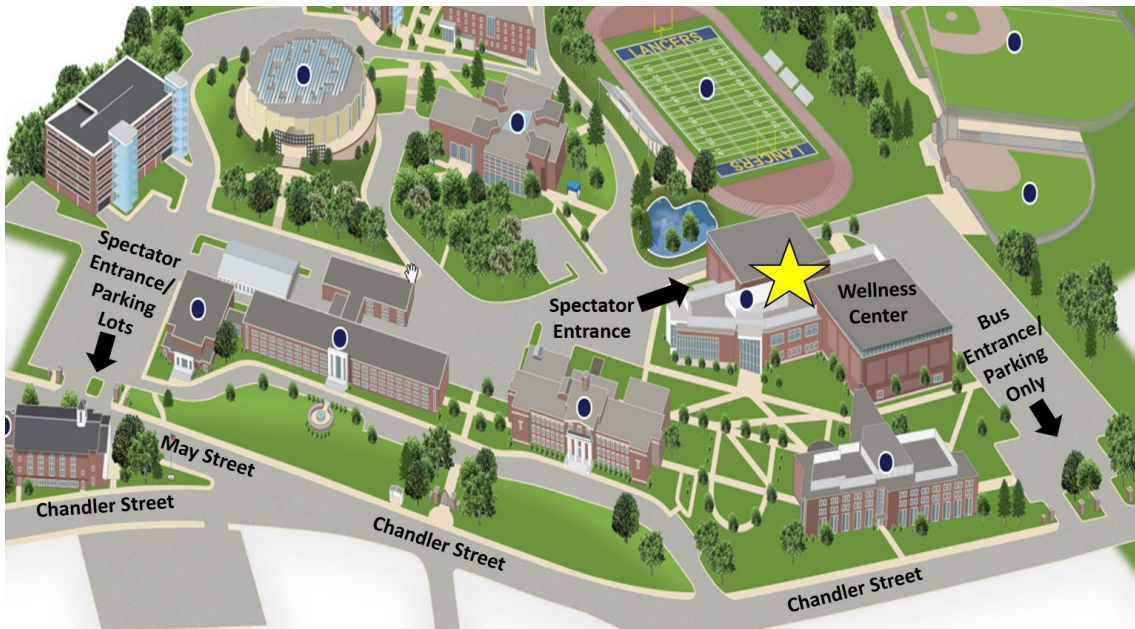 LANCERS
LANCERS
Spectator
Entrance/
Parking
Lots
Spectator
Entrance
Wellness
Center
Bus
Entrance/
Parking
Only
May Street
Chandler Street
Chandler Street
Chandler Street